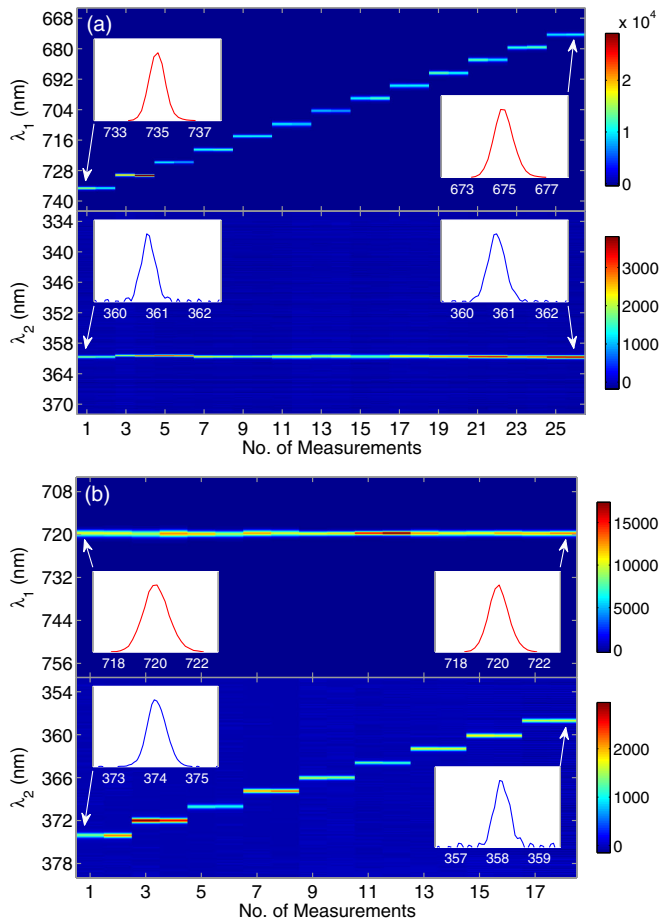 (a)
x 10⁴
668
680
692
704
716
728
740
λ₁ (nm)
733 735 737
673 675 677
2
1
0
334
340
346
352
358
364
370
λ₂ (nm)
360 361 362
360 361 362
3000
2000
1000
0
1 3 5 7 9 11 13 15 17 19 21 23 25
No. of Measurements
(b)
708
720
732
744
756
λ₁ (nm)
718 720 722
718 720 722
15000
10000
5000
0
354
360
366
372
378
λ₂ (nm)
373 374 375
357 358 359
2000
1000
0
1 3 5 7 9 11 13 15 17
No. of Measurements